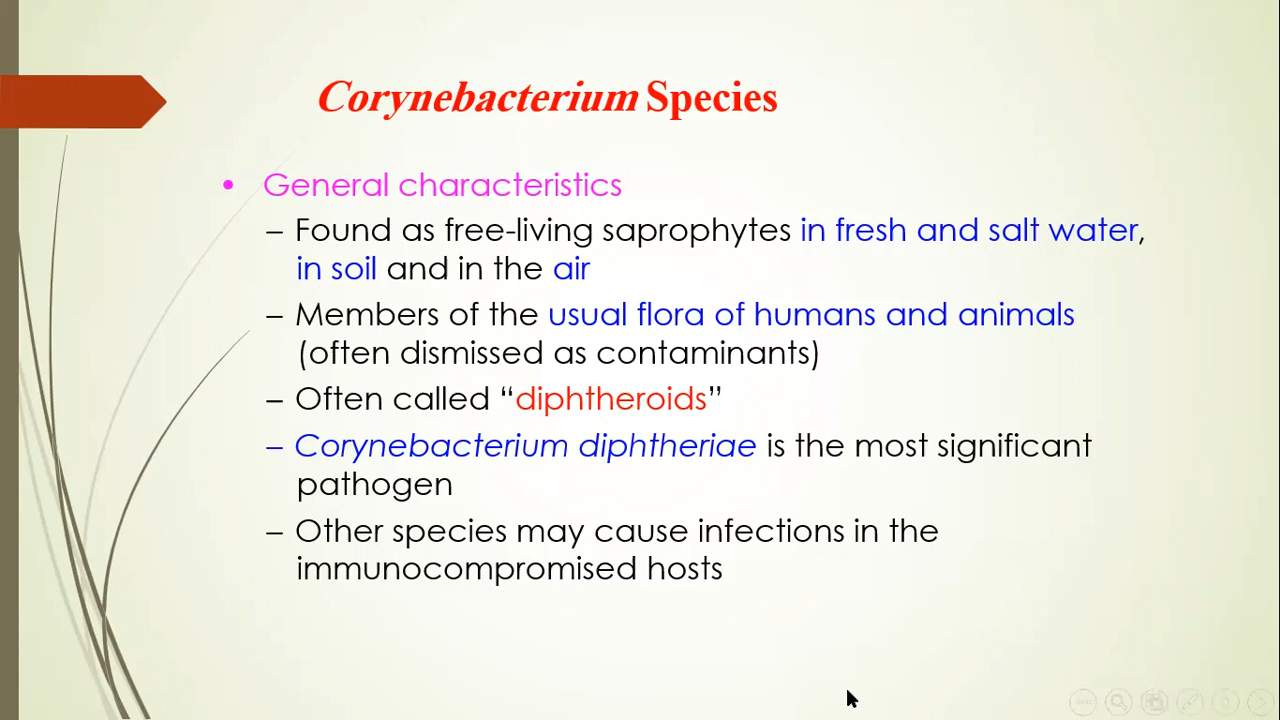 Corynebacterium Species
• General characteristics
– Found as free-living saprophytes in fresh and salt water,
in soil and in the air
– Members of the usual flora of humans and animals
(often dismissed as contaminants)
– Often called “diphtheroids”
– Corynebacterium diphtheriae is the most significant
pathogen
– Other species may cause infections in the
immunocompromised hosts